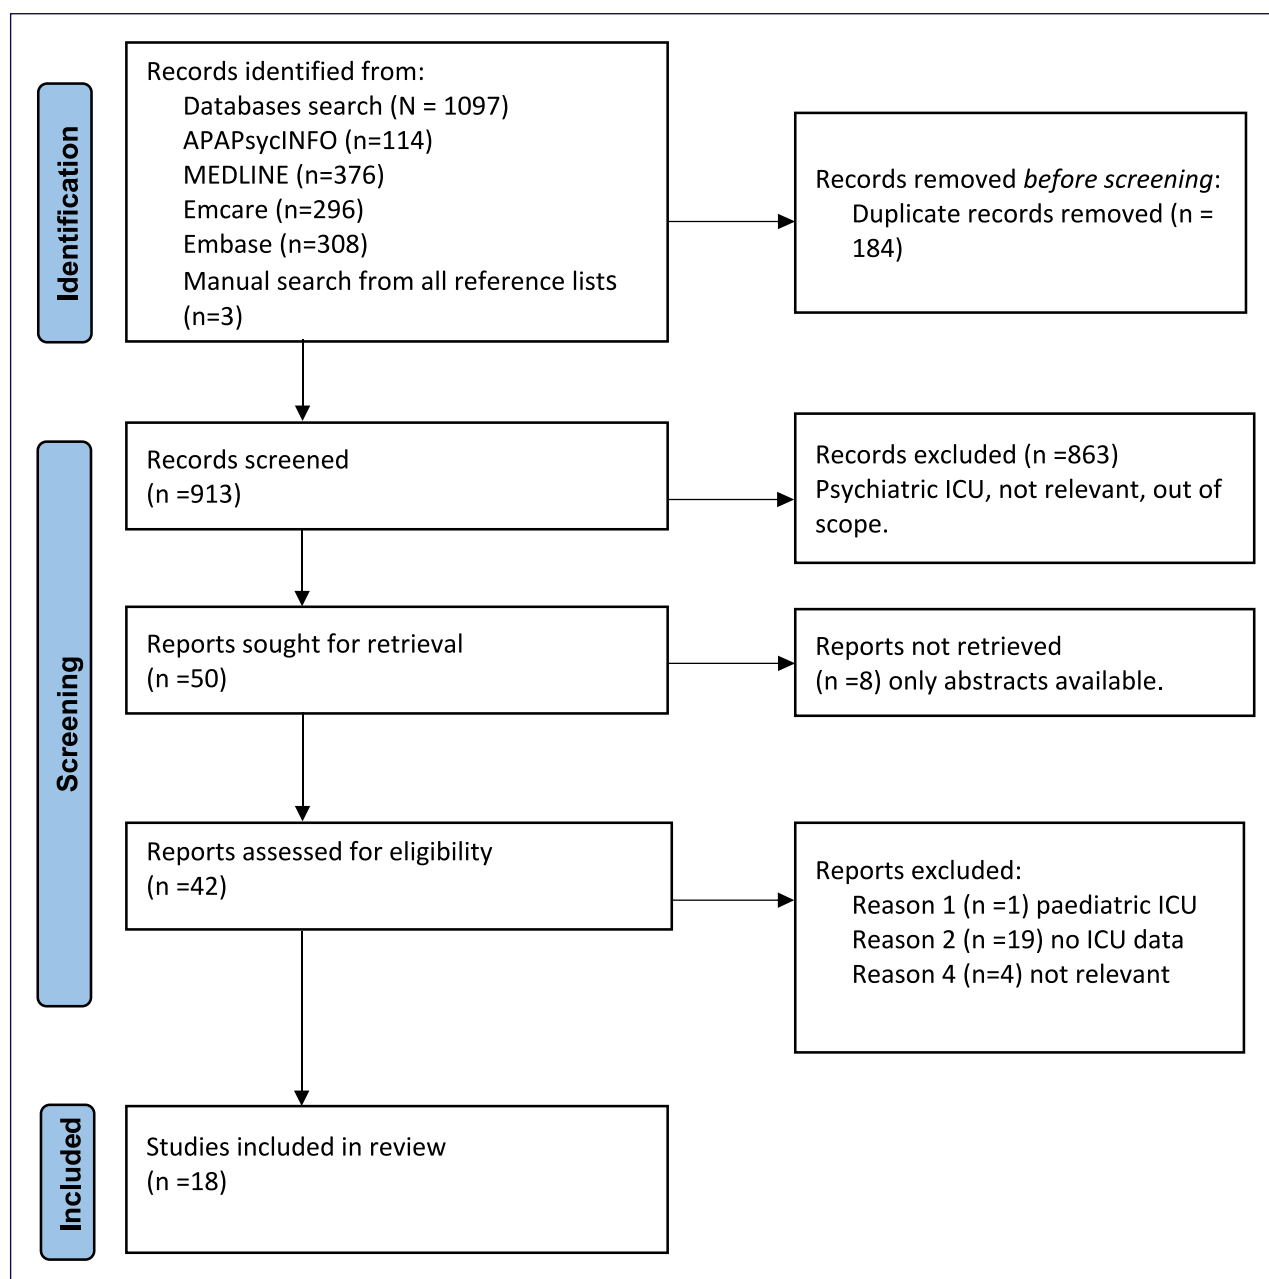 Identification
Records identified from:
Databases search (N = 1097)
APAPsycINFO (n=114)
MEDLINE (n=376)
Emcare (n=296)
Embase (n=308)
Manual search from all reference lists
(n=3)
Records removed before screening:
Duplicate records removed (n =
184)
Screening
Records screened
(n =913)
Records excluded (n =863)
Psychiatric ICU, not relevant, out of
scope.
Reports sought for retrieval
(n =50)
Reports not retrieved
(n =8) only abstracts available.
Reports assessed for eligibility
(n =42)
Reports excluded:
Reason 1 (n =1) paediatric ICU
Reason 2 (n =19) no ICU data
Reason 4 (n=4) not relevant
Included
Studies included in review
(n =18)